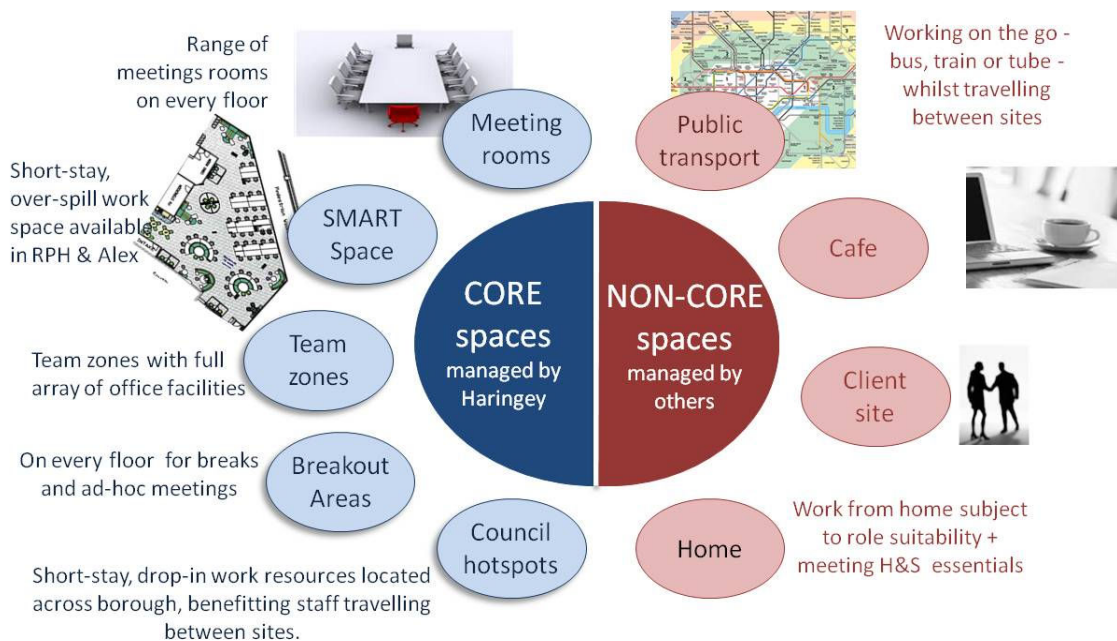 Range of
meetings rooms
on every floor
Meeting
rooms
Short-stay,
over-spill work
space available
in RPH & Alex
SMART
Space
Team zones with full
array of office facilities
Team
zones
On every floor for breaks
and ad-hoc meetings
Breakout
Areas
Council
hotspots
Short-stay, drop-in work resources located
across borough, benefitting staff travelling
between sites.
CORE
spaces
managed by
Haringey
NON-CORE
spaces
managed by
others
Public
transport
Working on the go -
bus, train or tube -
whilst travelling
between sites
Cafe
Client
site
Home
Work from home subject
to role suitability +
meeting H&S essentials